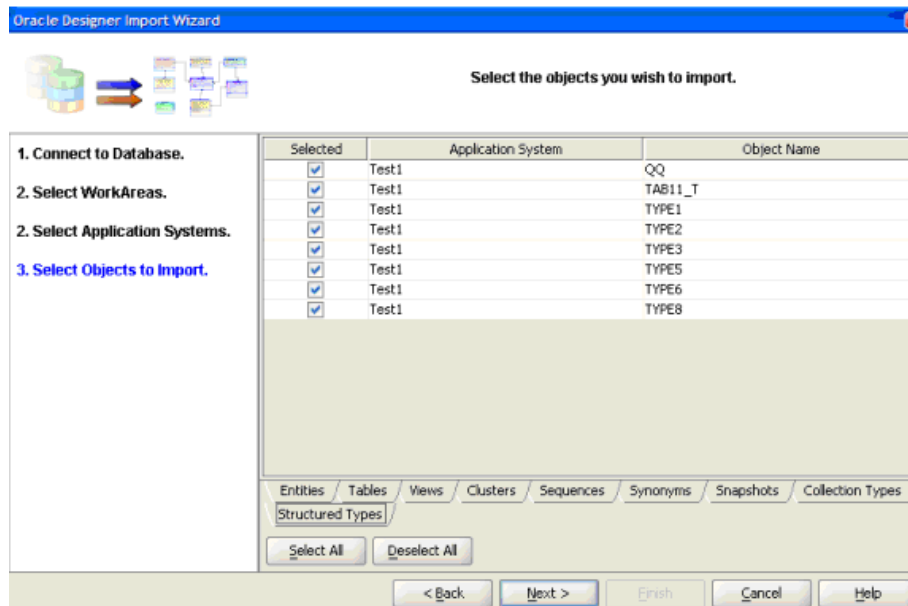 Oracle Designer Import Wizard
Select the objects you wish to import.
1. Connect to Database.
2. Select WorkAreas.
2. Select Application Systems.
3. Select Objects to Import.
Selected Application System Object Name
Test1 QQ
Test1 TAB11_T
Test1 TYPE1
Test1 TYPE2
Test1 TYPE3
Test1 TYPE5
Test1 TYPE6
Test1 TYPE8
Entities Tables Views Clusters Sequences Synonyms Snapshots Collection Types
Structured Types
Select All Deselect All
< Back Next > Finish Cancel Help